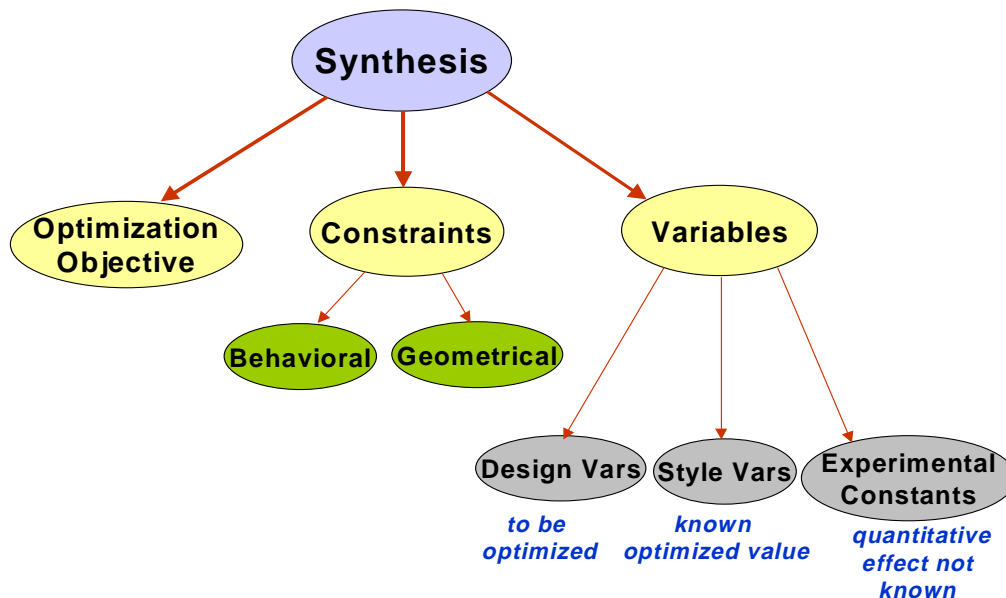 Synthesis
Optimization
Objective
Constraints
Variables
Behavioral
Geometrical
Design Vars
Style Vars
Experimental
Constants
to be
optimized
known
optimized value
quantitative
effect not
known